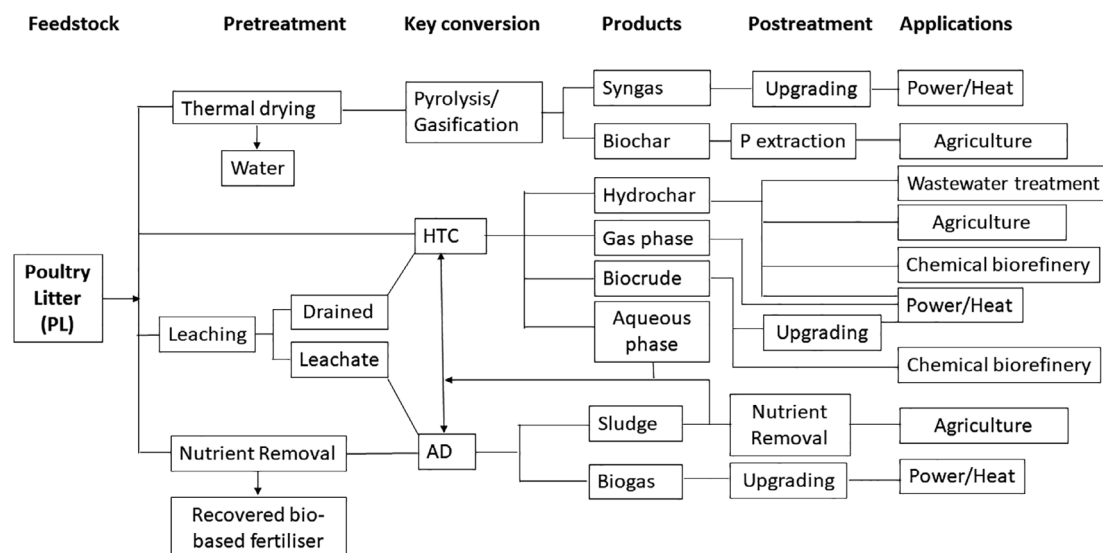 Feedstock
Pretreatment
Key conversion
Products
Postreatment
Applications
Thermal drying
Water
Pyrolysis/
Gasification
Syngas
Upgrading
Power/Heat
Biochar
P extraction
Agriculture
Poultry
Litter
(PL)
HTC
Hydrochar
Wastewater treatment
Agriculture
Gas phase
Chemical biorefinery
Biocrude
Power/Heat
Leaching
Drained
Leachate
Aqueous
phase
Upgrading
Chemical biorefinery
Nutrient Removal
Recovered bio-
based fertiliser
AD
Sludge
Nutrient
Removal
Agriculture
Biogas
Upgrading
Power/Heat